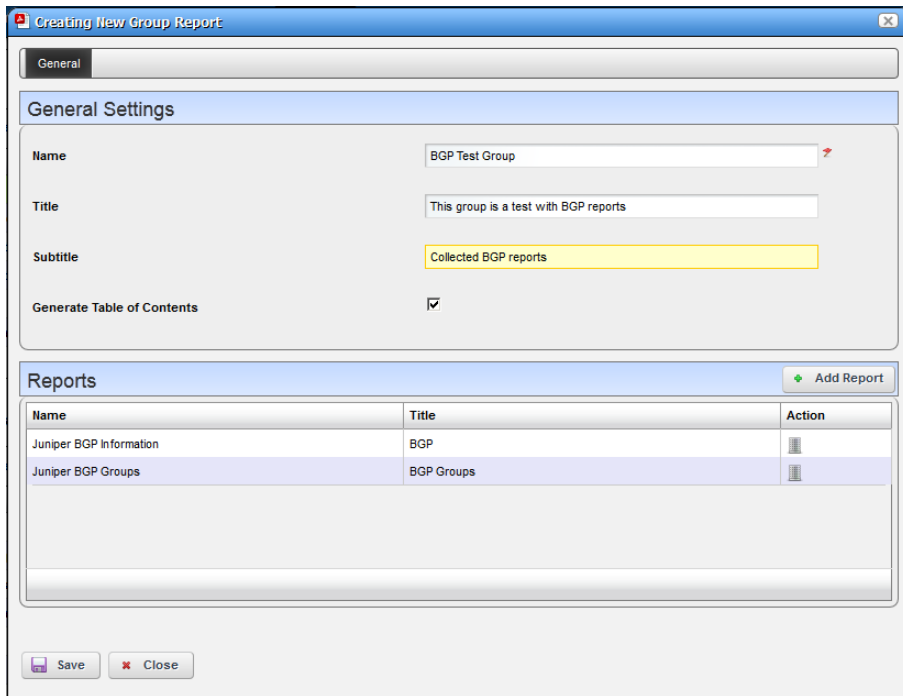 Creating New Group Report
General
General Settings
Name BGP Test Group
Title This group is a test with BGP reports
Subtitle Collected BGP reports
Generate Table of Contents
Reports Add Report
Name Title Action
Juniper BGP Information BGP
Juniper BGP Groups BGP Groups
Save Close